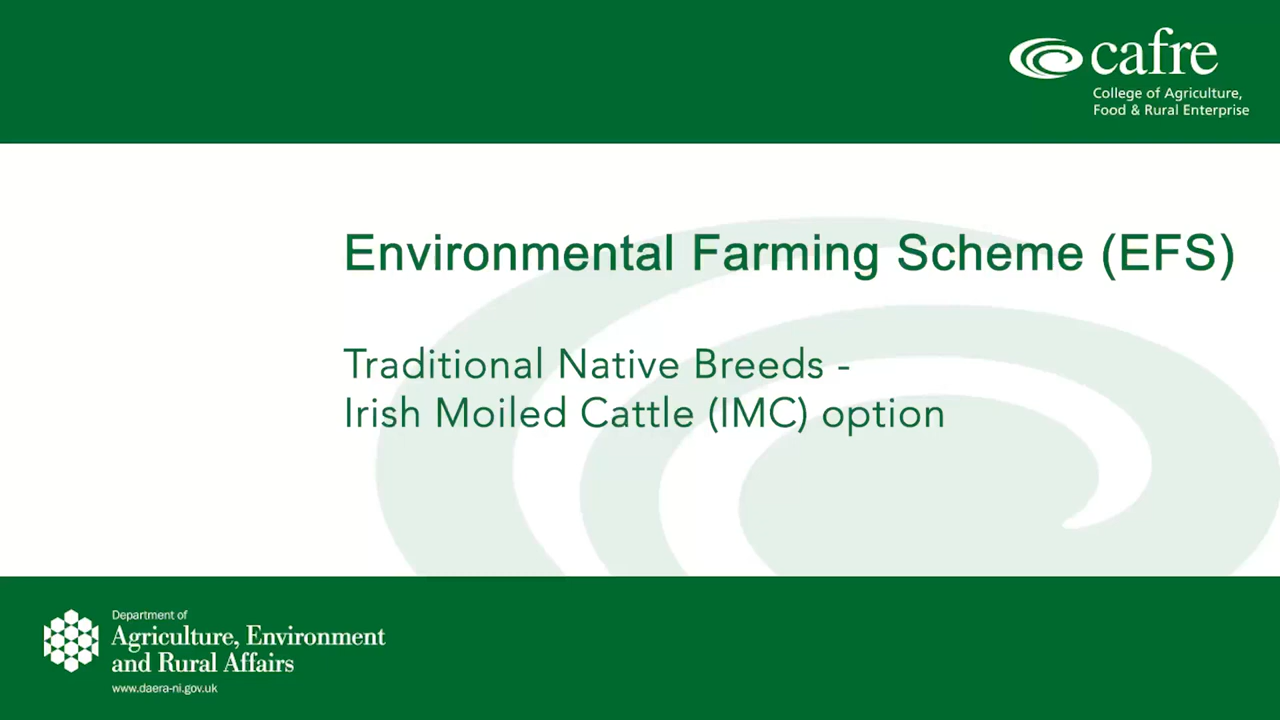 cafre
College of Agriculture,
Food & Rural Enterprise
Environmental Farming Scheme (EFS)
Traditional Native Breeds -
Irish Moiled Cattle (IMC) option
Department of
Agriculture, Environment
and Rural Affairs
www.daera-ni.gov.uk